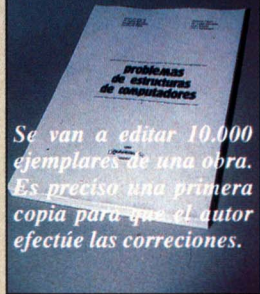 problemas
de estructuras
de computadores
Se van a editar 10.000
ejemplares de una obra.
Es preciso una primera
copia para que el autor
efectúe las correciones.